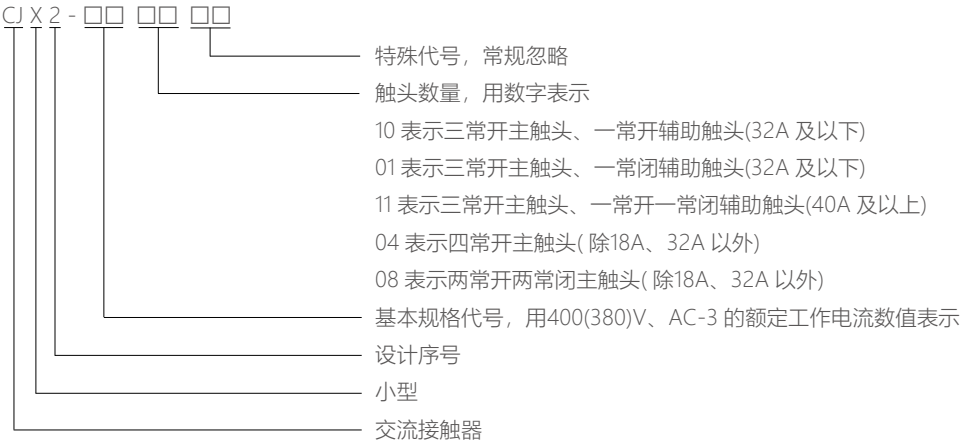 CJ X 2 - □□ □□ □□
特殊代号，常规忽略
触头数量，用数字表示
10 表示三常开主触头、一常开辅助触头(32A 及以下)
01 表示三常开主触头、一常闭辅助触头(32A 及以下)
11 表示三常开主触头、一常开一常闭辅助触头(40A 及以上)
04 表示四常开主触头( 除18A、32A 以外)
08 表示两常开两常闭主触头( 除18A、32A 以外)
基本规格代号，用400(380)V、AC-3 的额定工作电流数值表示
设计序号
小型
交流接触器